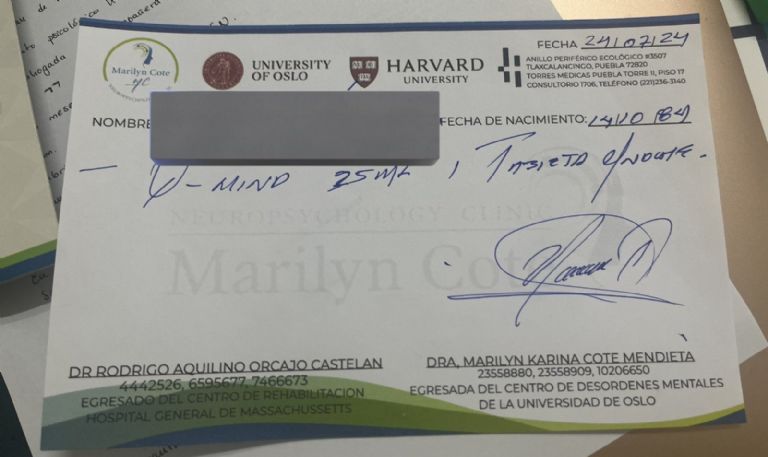 Marilyn Cote
UNIVERSITY OF OSLO
HARVARD UNIVERSITY
FECHA 24/07/24
ANILLO PERIFÉRICO ECOLÓGICO #3507
TLAXCALANCINGO, PUEBLA 72820
TORRES MÉDICAS PUEBLA TORRE II, PISO 17
CONSULTORIO 1706, TELÉFONO (221)236-3140
NOMBRE
FECHA DE NACIMIENTO: 14/10/84
MIND 25 1 TABLETA
NEUROPSYCHOLOGY CLINIC
Marilyn Cote
DR RODRIGO AQUILINO ORCAJO CASTELAN
4442526, 6595677, 7466673
EGRESADO DEL CENTRO DE REHABILITACION
HOSPITAL GENERAL DE MASSACHUSSETTS
DRA, MARILYN KARINA COTE MENDIETA
23558880, 23558909, 10206650
EGRESADA DEL CENTRO DE DESORDENES MENTALES
DE LA UNIVERSIDAD DE OSLO